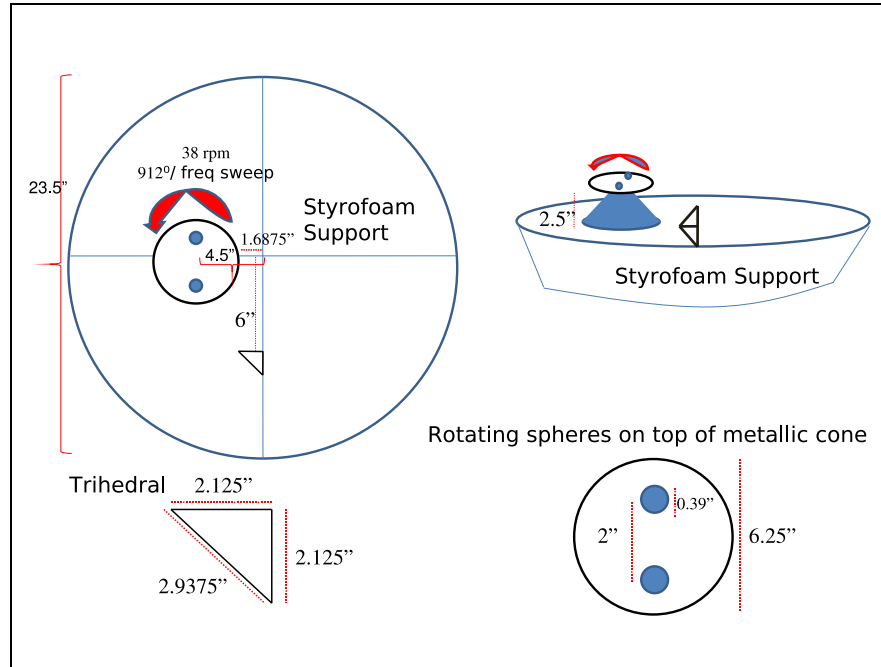 38 rpm
912⁰/ freq sweep
23.5”
Styrofoam
Support
1.6875”
4.5”
6”
2.5”
Styrofoam Support
Rotating spheres on top of metallic cone
Trihedral
2.125”
2.125”
2.9375”
0.39”
2”
6.25”